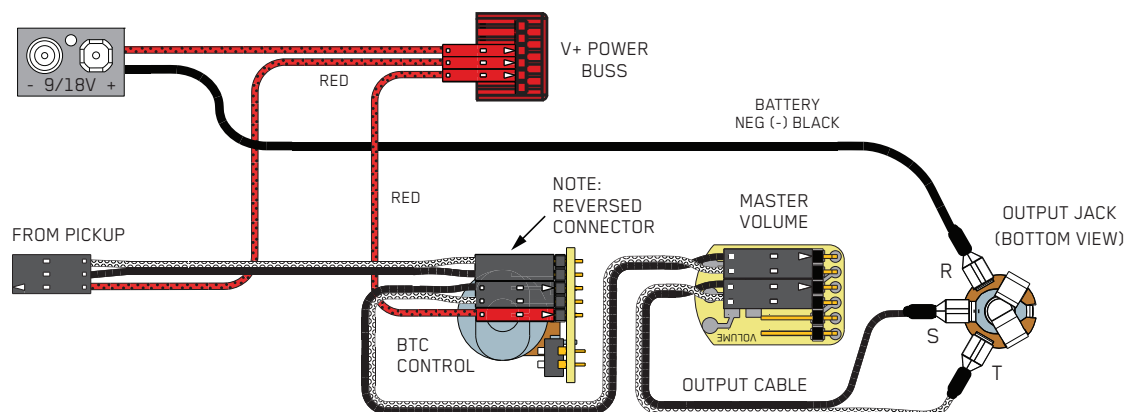 V+ POWER
BUSS
- 9/18V +
RED
BATTERY
NEG (-) BLACK
RED
NOTE:
REVERSED
CONNECTOR
MASTER
VOLUME
OUTPUT JACK
(BOTTOM VIEW)
FROM PICKUP
R
S
T
VOLUME
BTC
CONTROL
OUTPUT CABLE